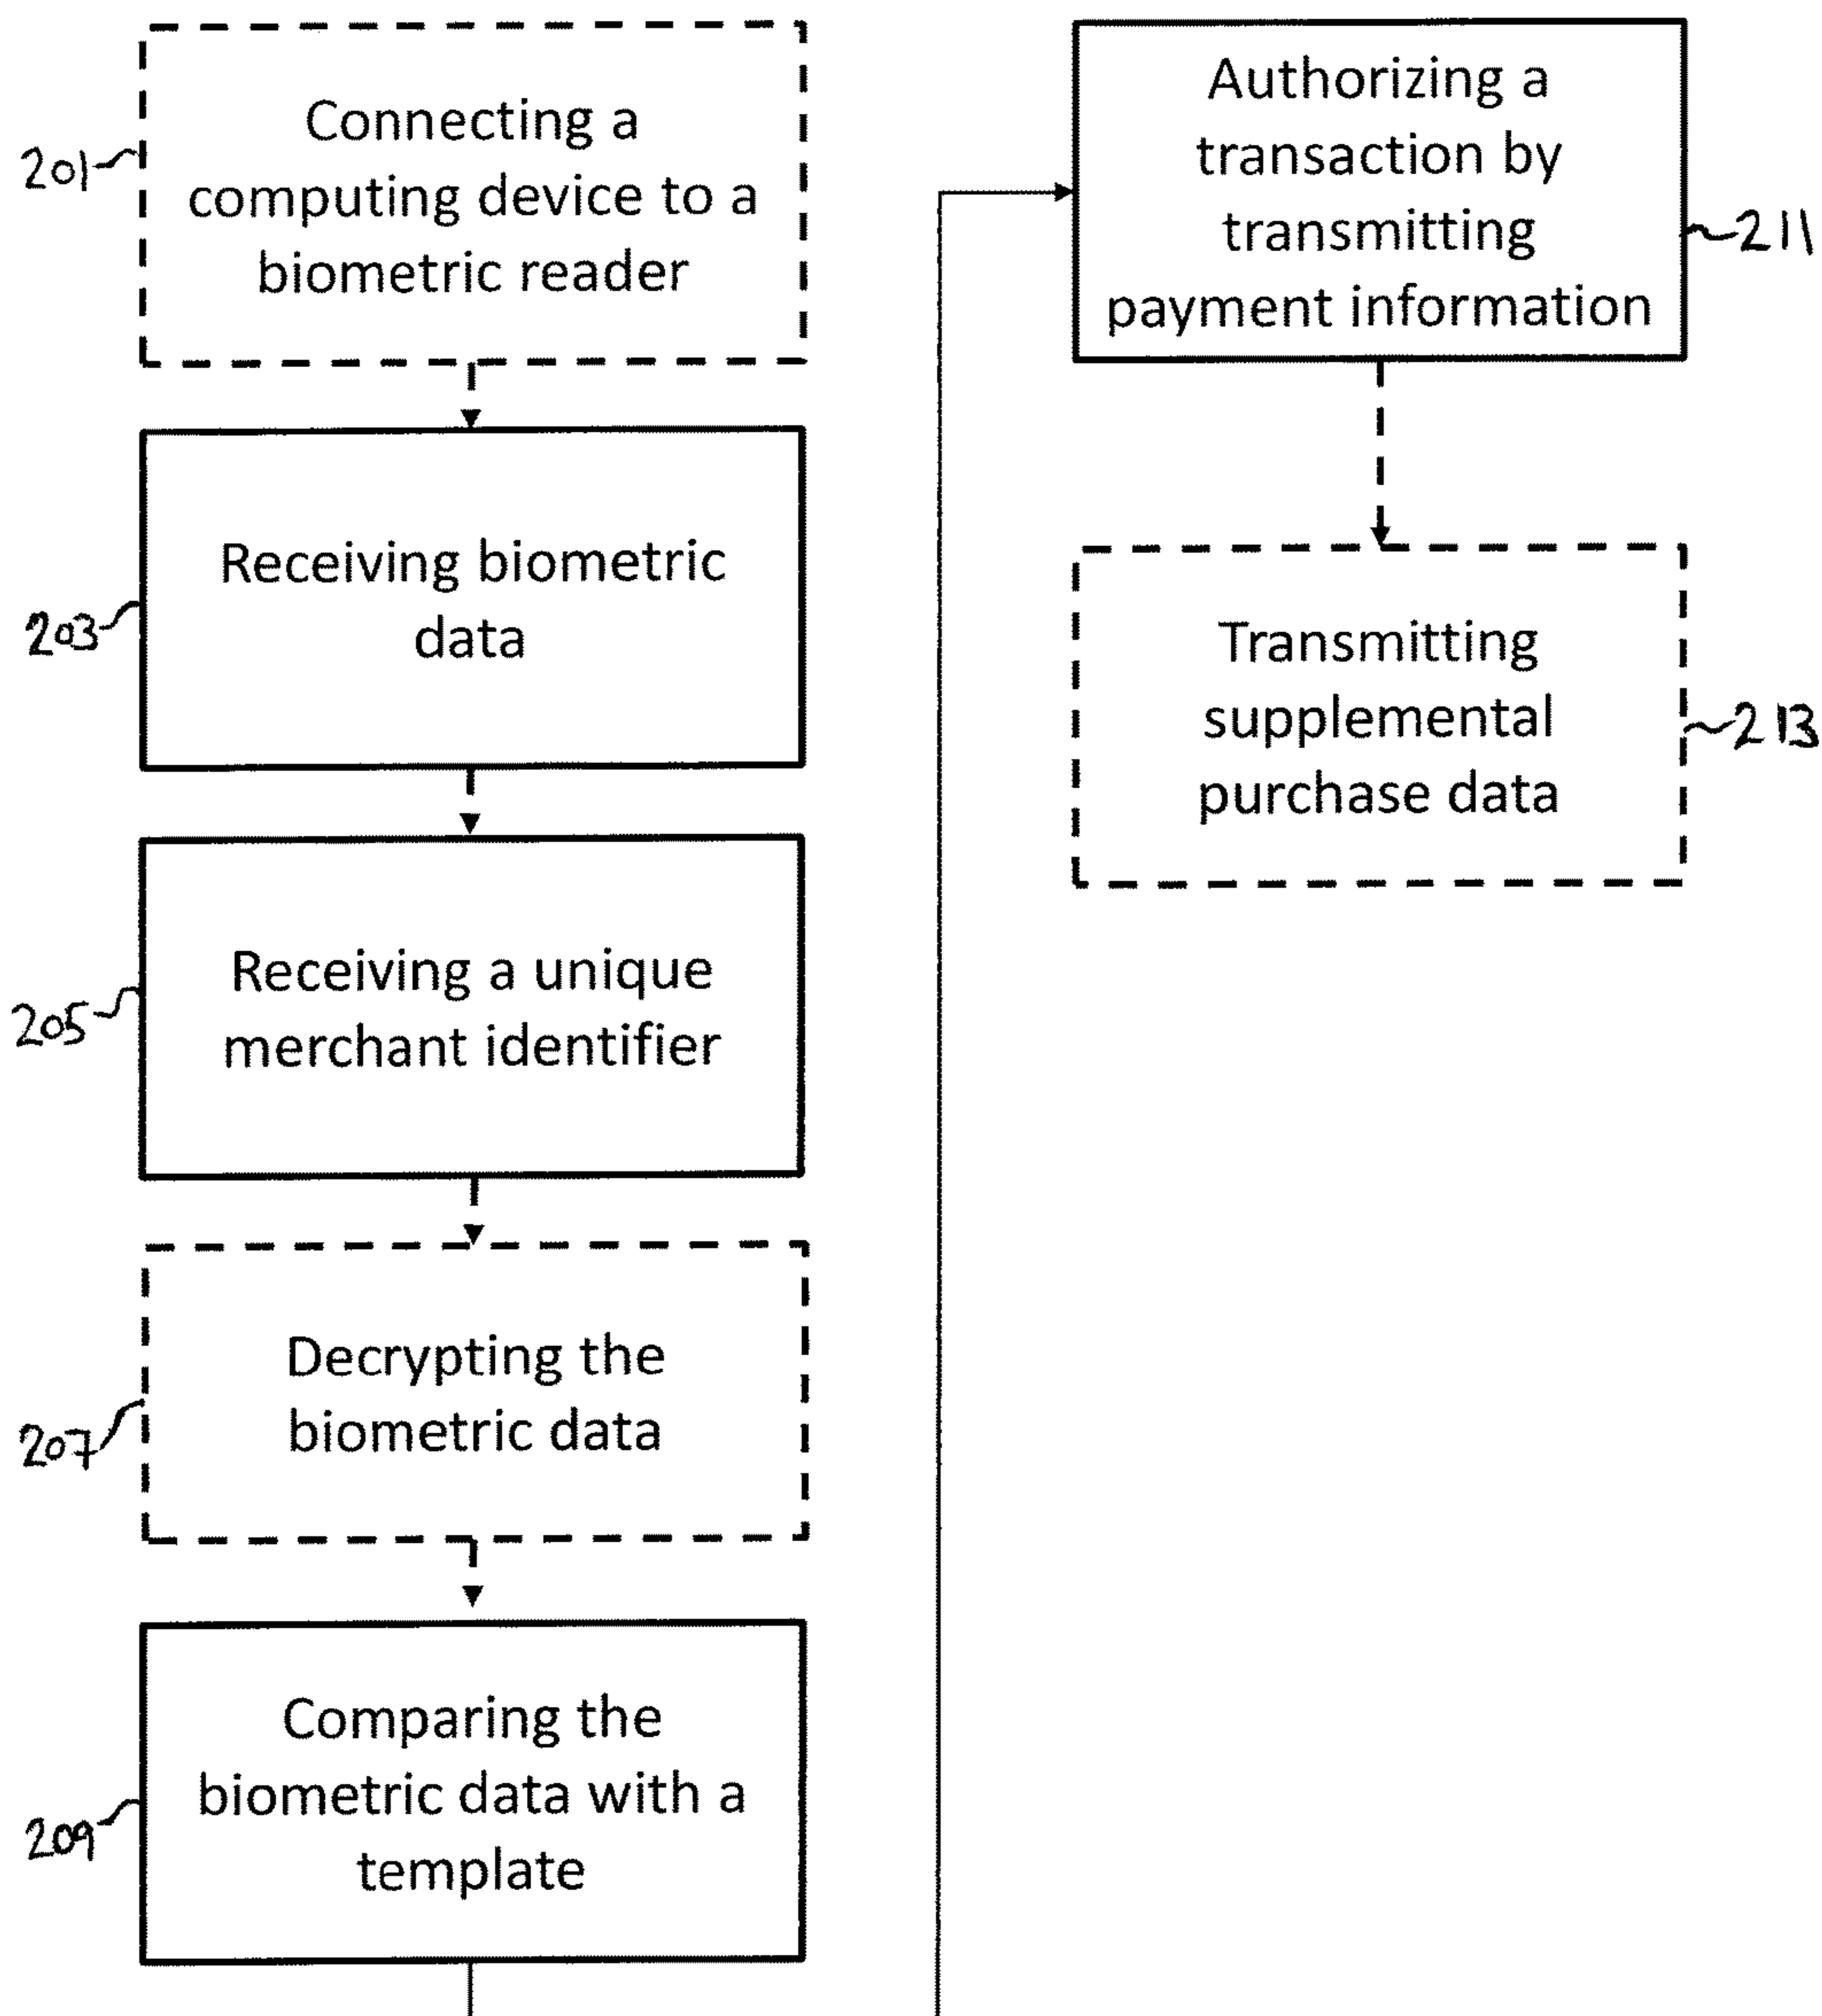 201
Connecting a
computing device to a
biometric reader
203
Receiving biometric
data
205
Receiving a unique
merchant identifier
207
Decrypting the
biometric data
209
Comparing the
biometric data with a
template
Authorizing a
transaction by
transmitting
payment information
211
Transmitting
supplemental
purchase data
213